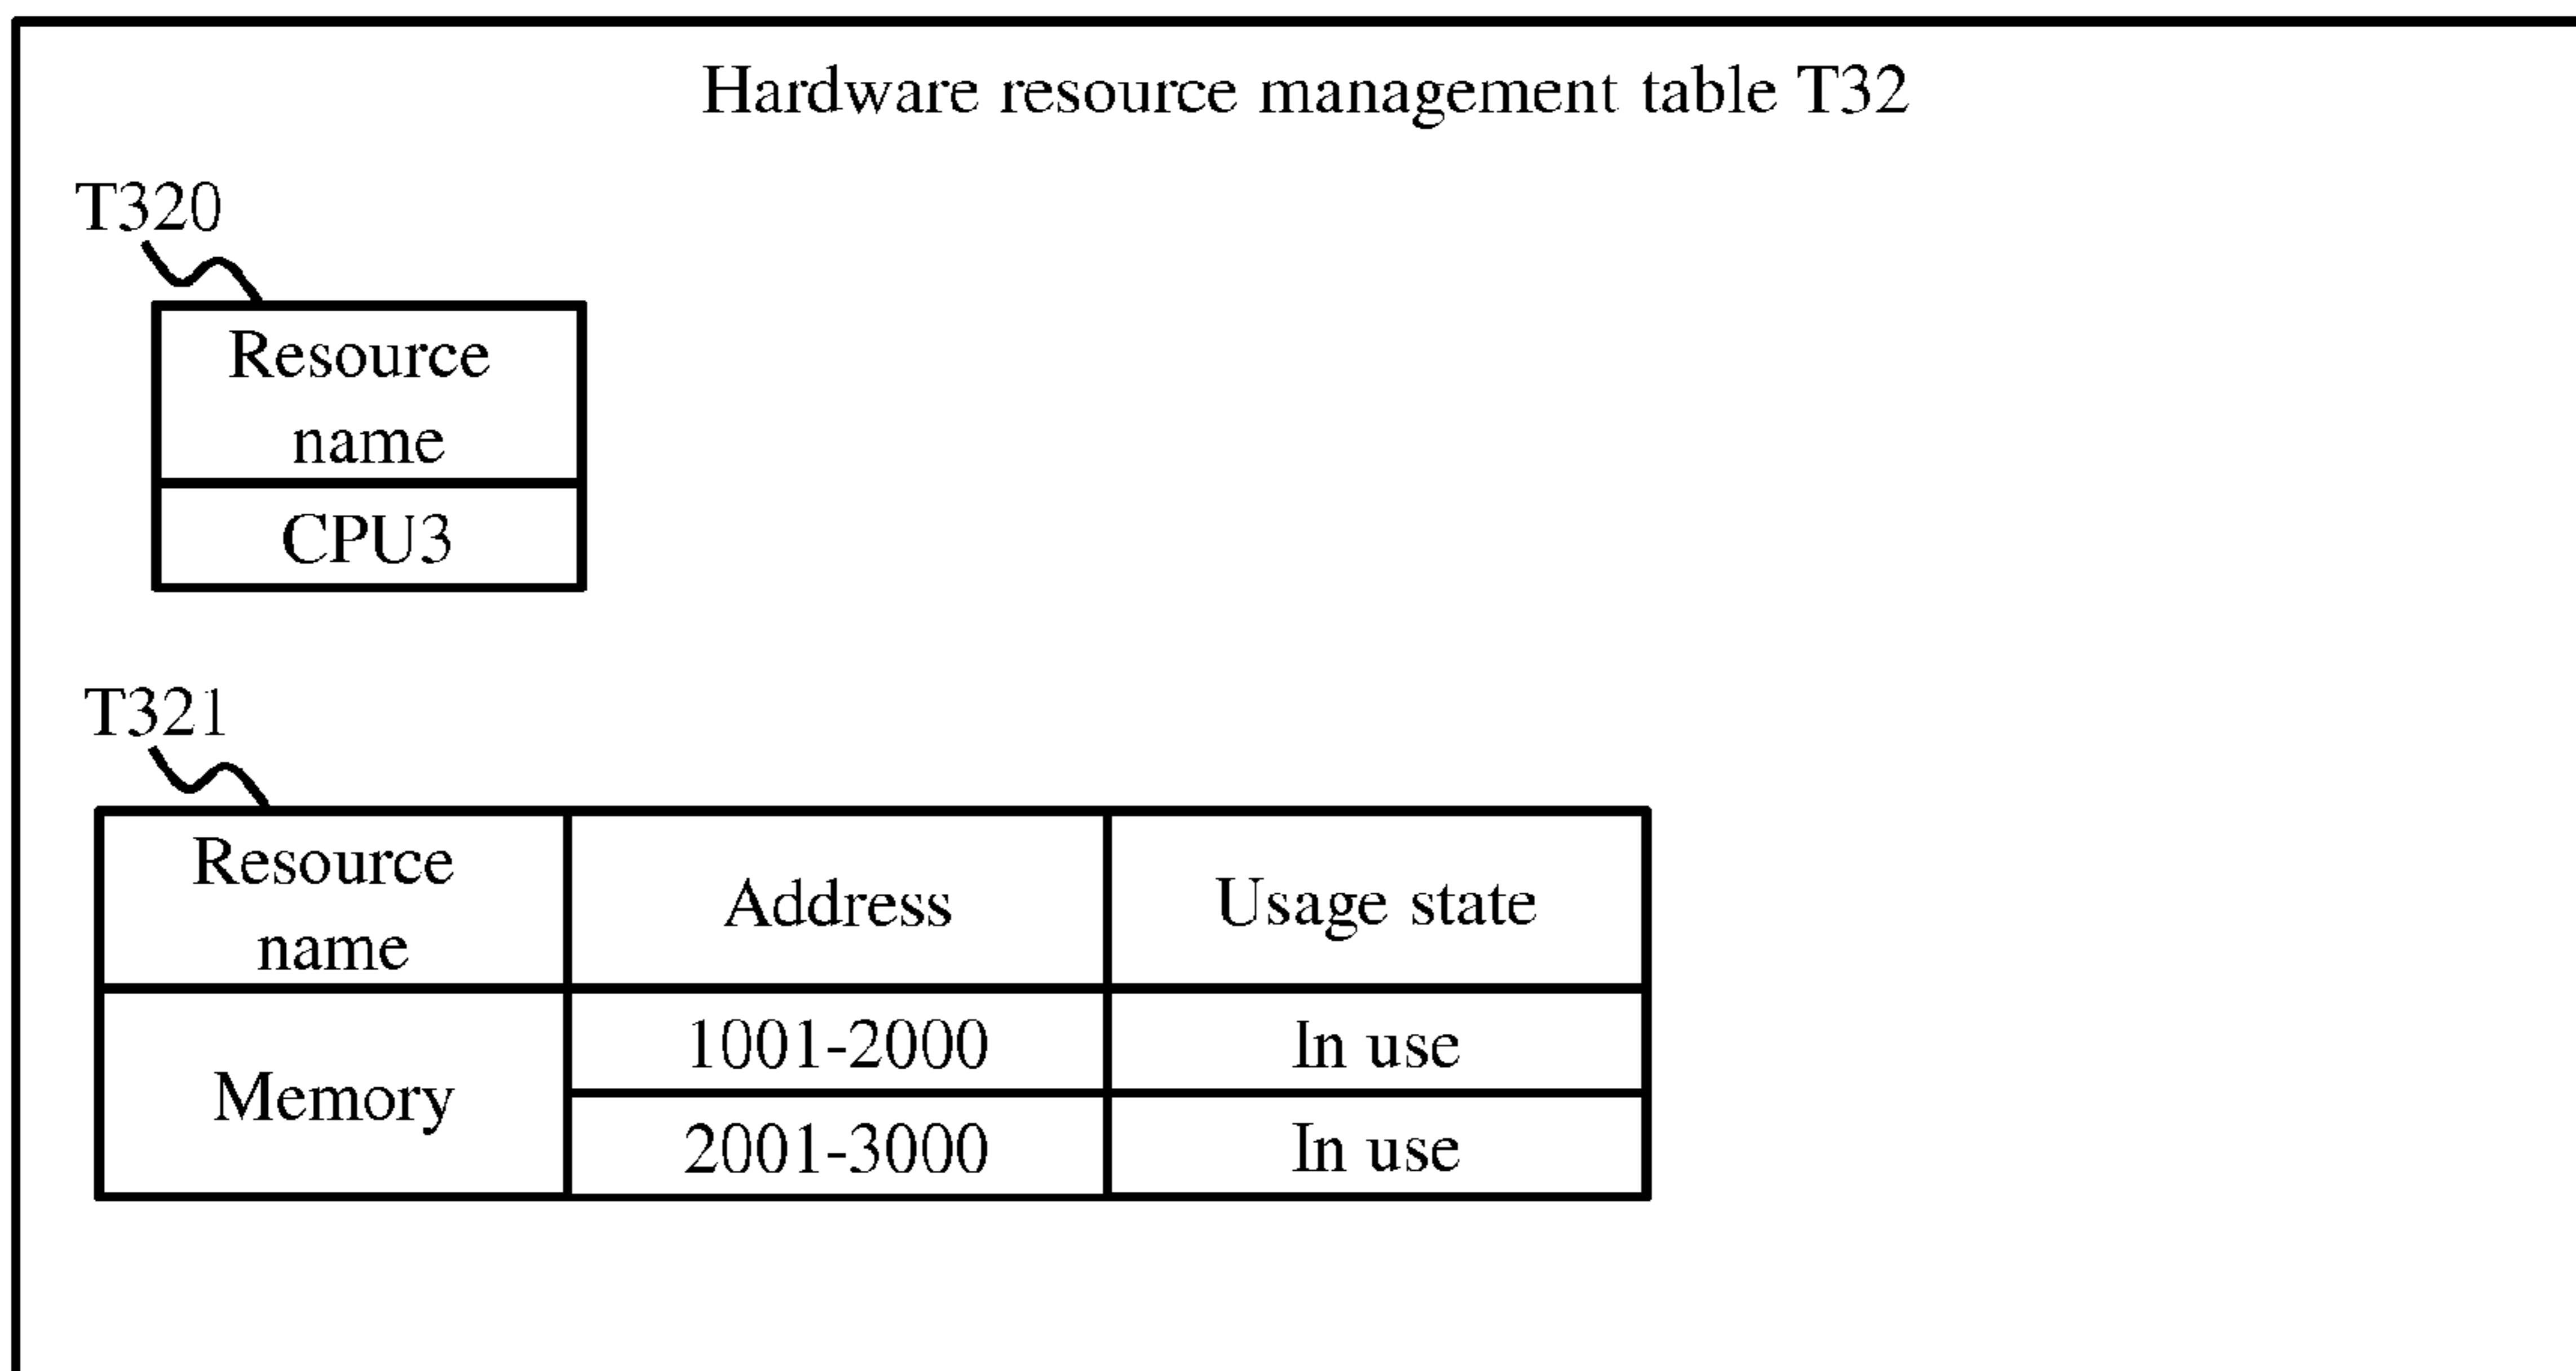 Hardware resource management table T32
T320
Resource
name
CPU3
T321
Resource
name
Address
Usage state
Memory
1001-2000
In use
2001-3000
In use